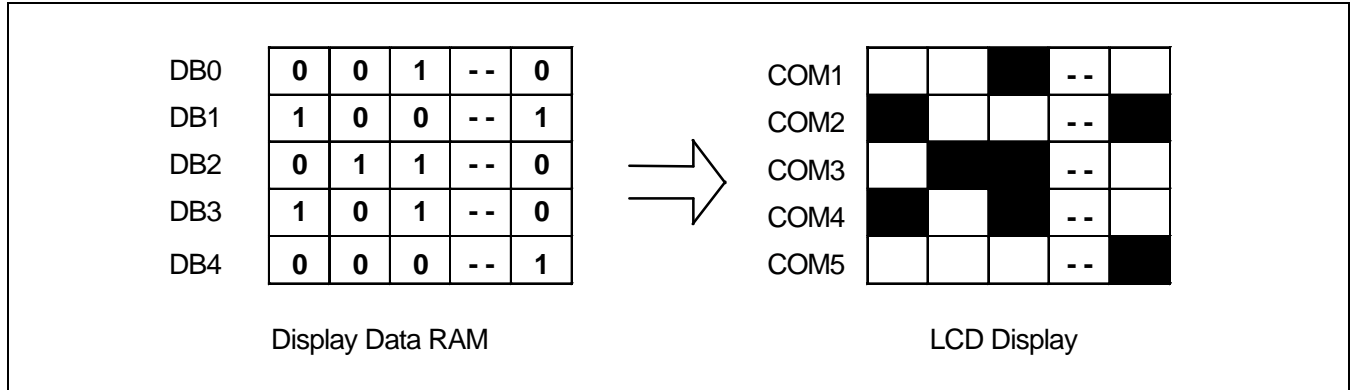 DB0 0 0 1 -- 0 COM1 --
DB1 1 0 0 -- 1 COM2 --
DB2 0 1 1 -- 0 COM3 --
DB3 1 0 1 -- 0 COM4 --
DB4 0 0 0 -- 1 COM5 --
Display Data RAM LCD Display